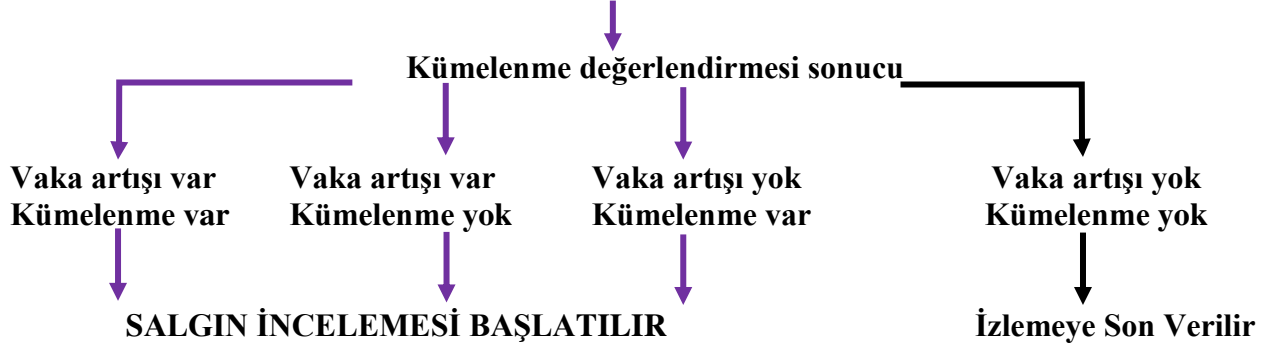 Kümelenme değerlendirmesi sonucu
Vaka artışı var
Kümelenme var
Vaka artışı var
Kümelenme yok
Vaka artışı yok
Kümelenme var
Vaka artışı yok
Kümelenme yok
SALGIN İNCELEMESİ BAŞLATILIR
İzlemeye Son Verilir